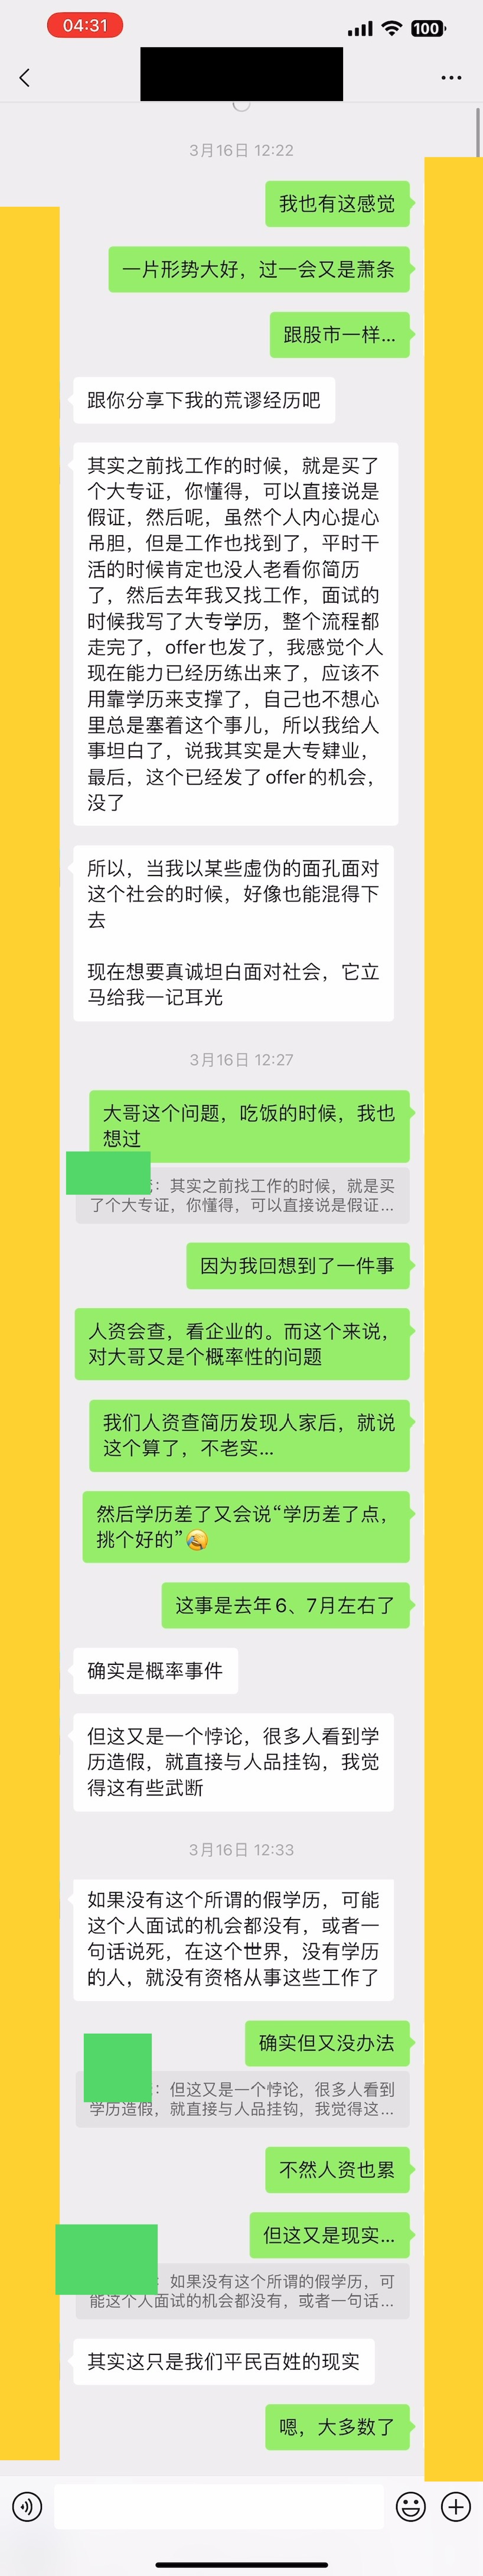 04:31
100
3月16日 12:22
我也有这感觉
一片形势大好，过一会又是萧条
跟股市一样...
跟你分享下我的荒谬经历吧
其实之前找工作的时候，就是买了
个大专证，你懂得，可以直接说是
假证，然后呢，虽然个人内心提心
吊胆，但是工作也找到了，平时干
活的时候肯定也没人老看你简历
了，然后去年我又找工作，面试的
时候我写了大专学历，整个流程都
走完了，offer也发了，我感觉个人
现在能力已经历练出来了，应该不
用靠学历来支撑了，自己也不想心
里总是塞着这个事儿，所以我给人
事坦白了，说我其实是大专肄业，
最后，这个已经发了offer的机会，
没了
所以，当我以某些虚伪的面孔面对
这个社会的时候，好像也能混得下
去
现在想要真诚坦白面对社会，它立
马给我一记耳光
3月16日 12:27
大哥这个问题，吃饭的时候，我也
想过
：其实之前找工作的时候，就是买
了个大专证，你懂得，可以直接说是假证...
因为我回想到了一件事
人资会查，看企业的。而这个来说，
对大哥又是个概率性的问题
我们人资查简历发现人家后，就说
这个算了，不老实...
然后学历差了又会说“学历差了点，
挑个好的”
这事是去年6、7月左右了
确实是概率事件
但这又是一个悖论，很多人看到学
历造假，就直接与人品挂钩，我觉
得这有些武断
3月16日 12:33
如果没有这个所谓的假学历，可能
这个人面试的机会都没有，或者一
句话说死，在这个世界，没有学历
的人，就没有资格从事这些工作了
确实但又没办法
：但这又是一个悖论，很多人看到
学历造假，就直接与人品挂钩，我觉得这...
不然人资也累
但这又是现实...
：如果没有这个所谓的假学历，可
能这个人面试的机会都没有，或者一句话...
其实这只是我们平民百姓的现实
嗯，大多数了